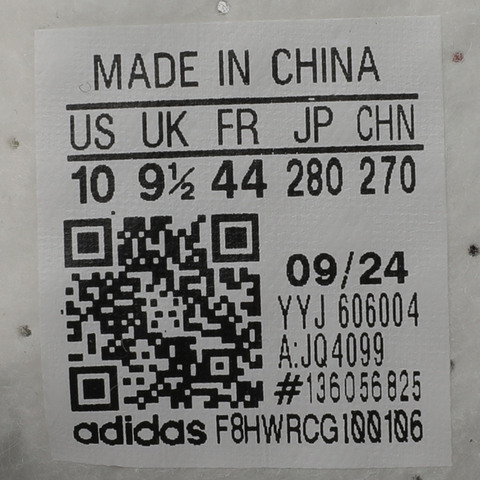 MADE IN CHINA
US UK FR JP CHN
10 9½ 44 280 270
09/24
YYJ 606004
A:JQ4099
#136056825
adidas F8HWRCG100106